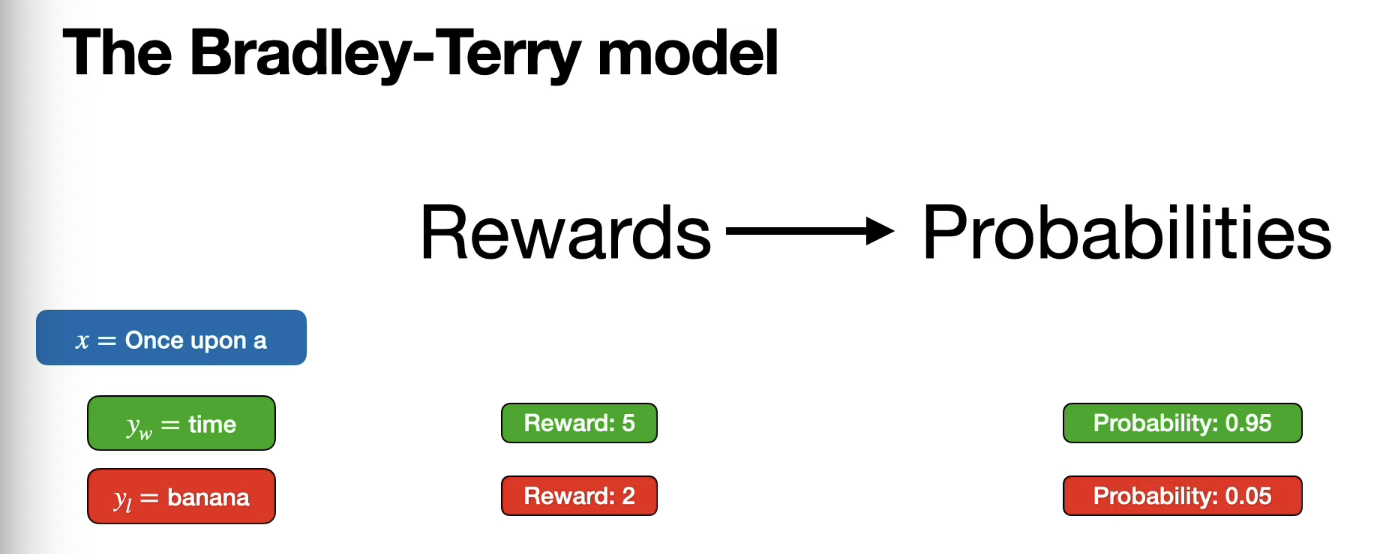 The Bradley-Terry model
Rewards Probabilities
x = Once upon a
y_w = time Reward: 5 Probability: 0.95
y_l = banana Reward: 2 Probability: 0.05